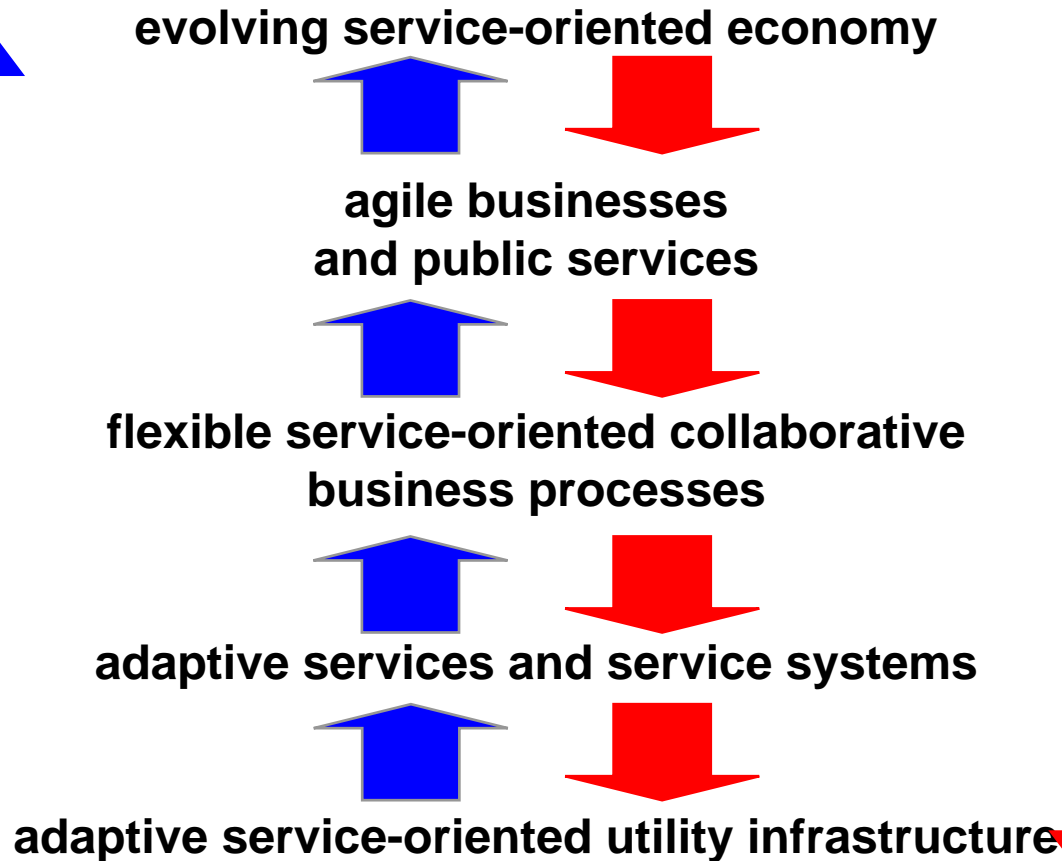 evolving service-oriented economy
agile businesses
and public services
flexible service-oriented collaborative
business processes
adaptive services and service systems
adaptive service-oriented utility infrastructure